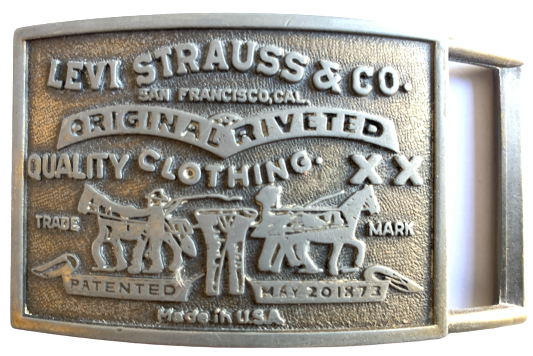 LEVI STRAUSS & CO.
SAN FRANCISCO, CAL.
ORIGINAL RIVETED
QUALITY CLOTHING. XX
TRADE MARK
PATENTED MAY 20 1873
Made in U.S.A